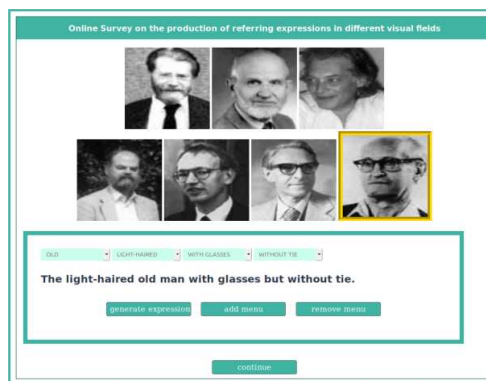 Online Survey on the production of referring expressions in different visual fields
OLD LIGHT-HAIRED WITH GLASSES WITHOUT TIE
The light-haired old man with glasses but without tie.
generate expression add menu remove menu
continue